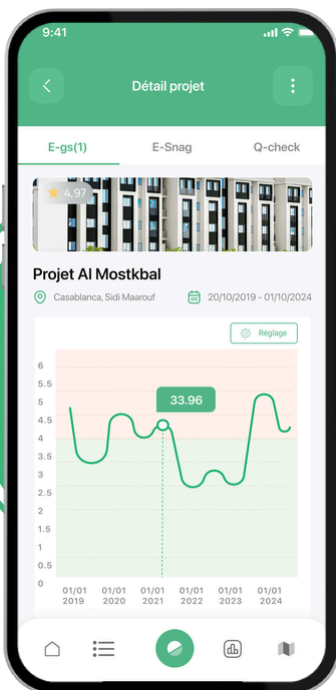 9:41
Détail projet
E-gs(1) E-Snag Q-check
4.97
Projet Al Mostkbal
Casablanca, Sidi Maarouf 20/10/2019 - 01/10/2024
Réglage
6
5.5
5
4.5
4
3.5
3
2.5
2
1.5
1
0.5
0
33.96
01/01 01/01 01/01 01/01 01/01 01/01
2019 2020 2021 2022 2023 2024